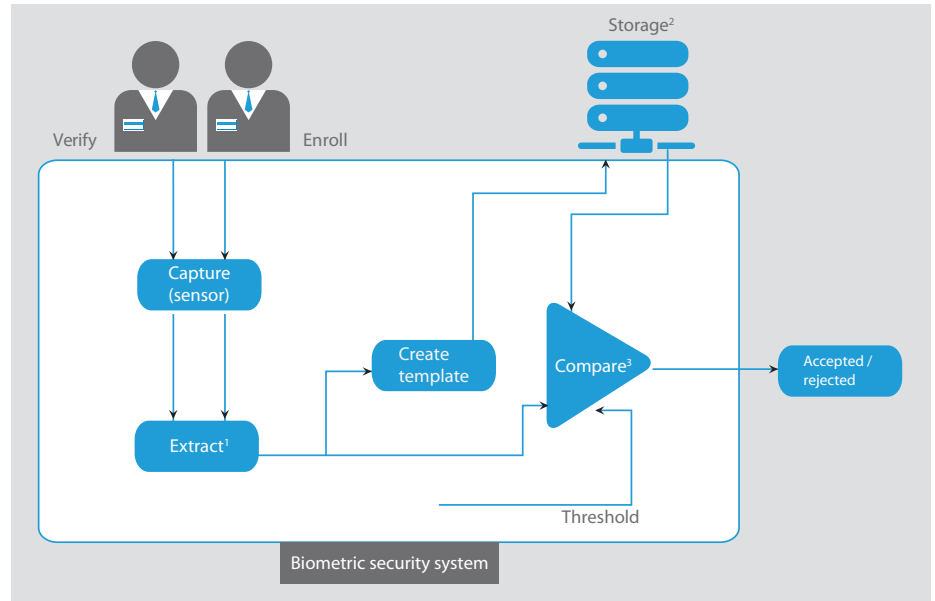 Storage²
Verify
Enroll
Capture
(sensor)
Create
template
Compare³
Accepted /
rejected
Extract¹
Threshold
Biometric security system